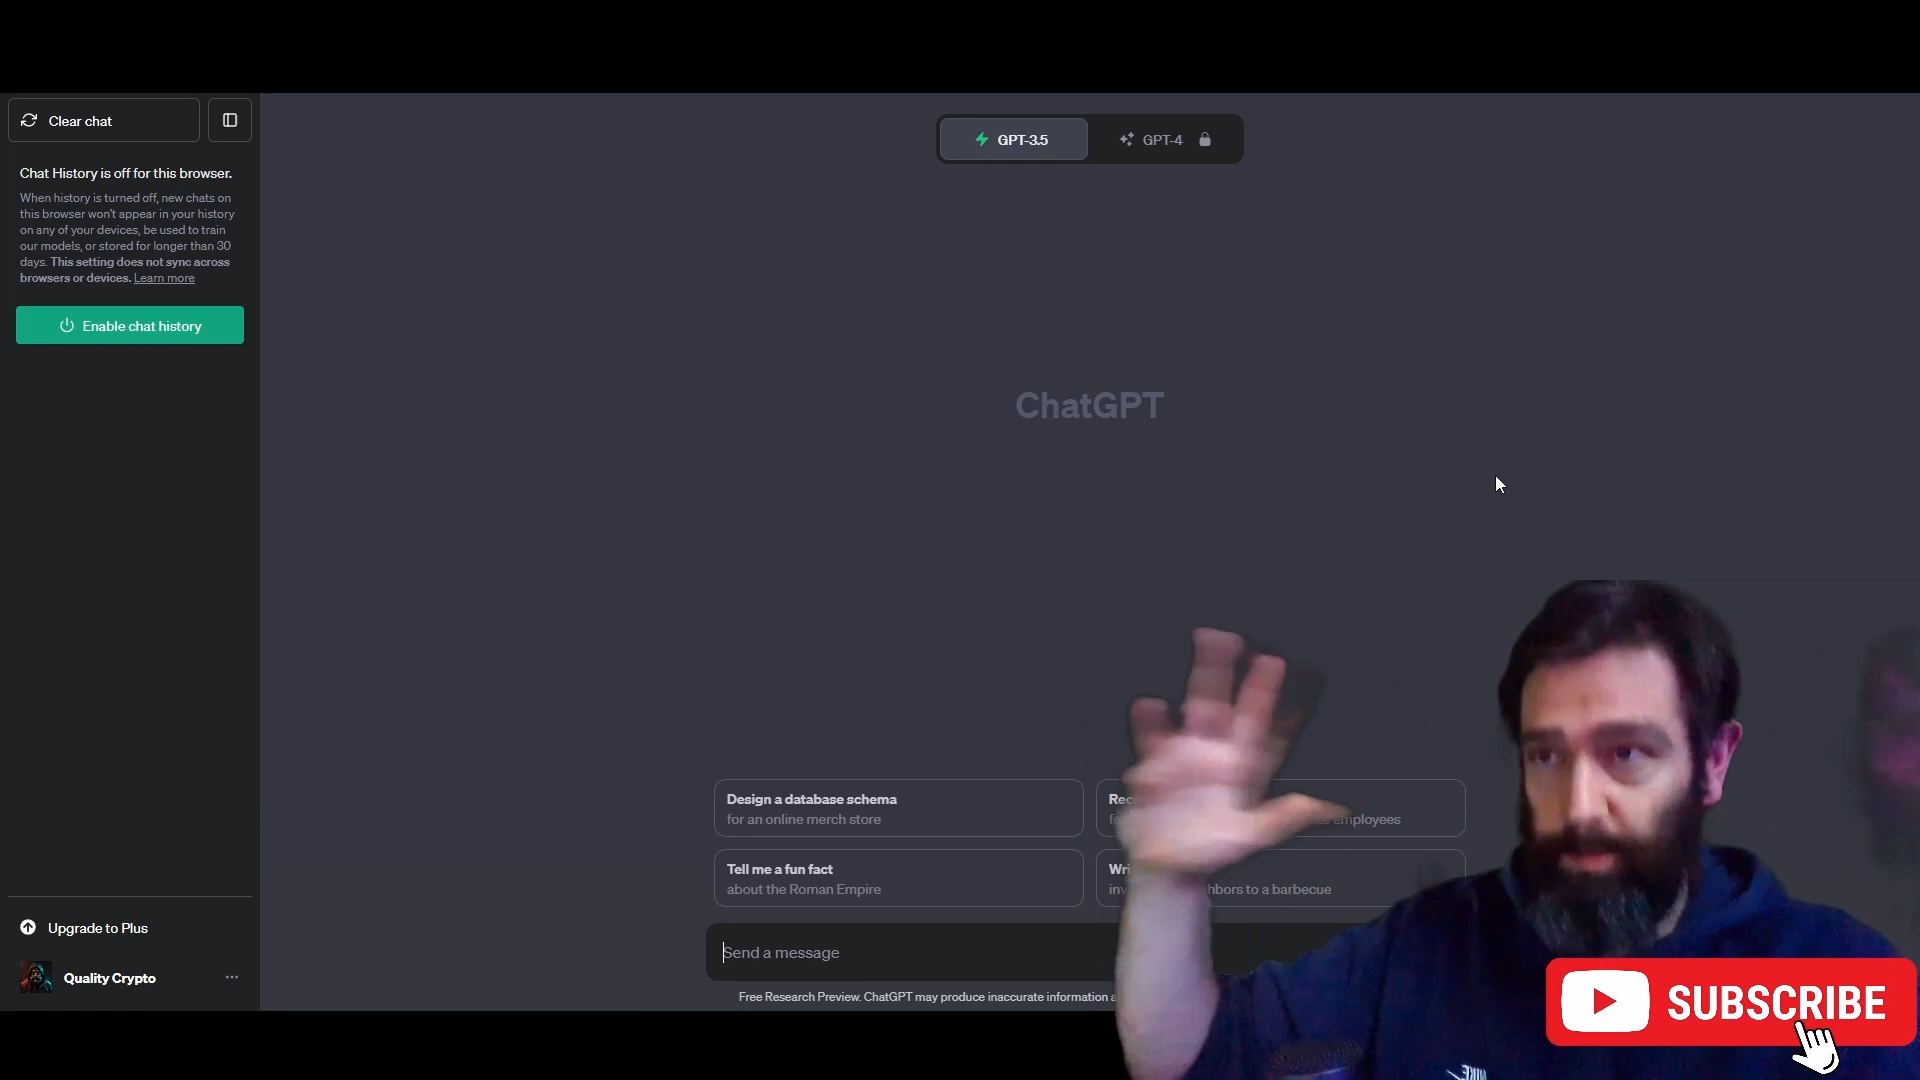 Clear chat
GPT-3.5
GPT-4
Chat History is off for this browser.
When history is turned off, new chats on
this browser won't appear in your history
on any of your devices, be used to train
our models, or stored for longer than 30
days. This setting does not sync across
browsers or devices. Learn more
Enable chat history
ChatGPT
Design a database schema
for an online merch store
employees
Tell me a fun fact
about the Roman Empire
to a barbecue
Send a message
Free Research Preview. ChatGPT may produce inaccurate information
Upgrade to Plus
Quality Crypto
SUBSCRIBE
NIKE